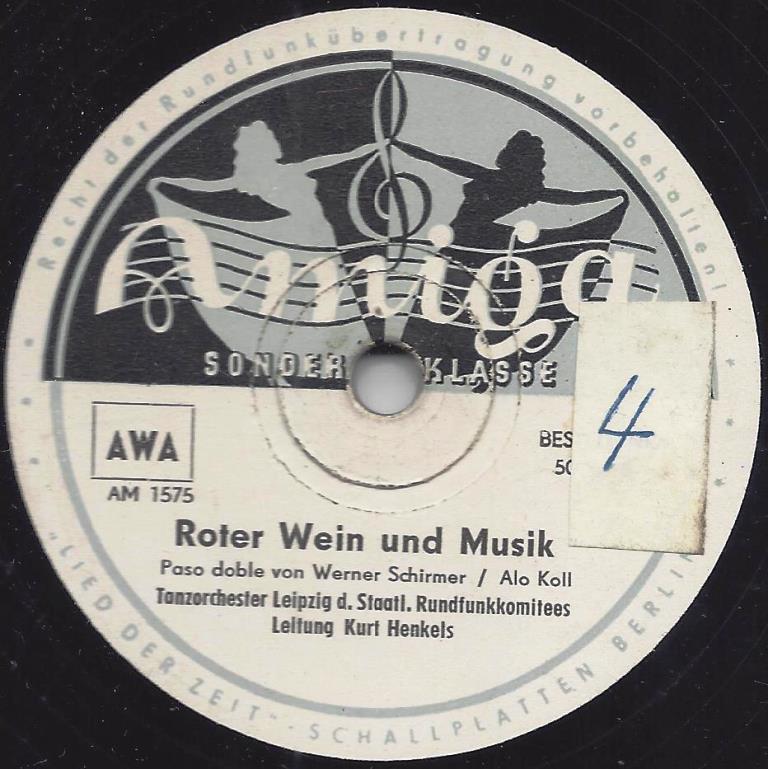 Recht der Rundfunkübertragung vorbehalten!
Amiga
SONDER KLASSE
AWA
AM 1575
BES
50
4
Roter Wein und Musik
Paso doble von Werner Schirmer / Alo Koll
Tanzorchester Leipzig d. Staatl. Rundfunkkomitees
Leitung Kurt Henkels
"LIED DER ZEIT" - SCHALLPLATTEN BERLIN